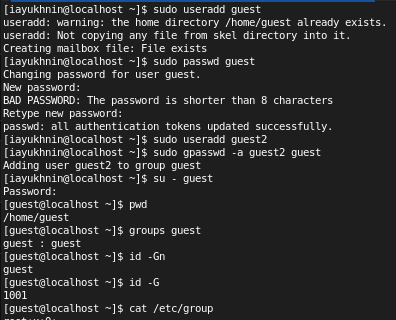 [iayukhnin@localhost ~]$ sudo useradd guest
useradd: warning: the home directory /home/guest already exists.
useradd: Not copying any file from skel directory into it.
Creating mailbox file: File exists
[iayukhnin@localhost ~]$ sudo passwd guest
Changing password for user guest.
New password:
BAD PASSWORD: The password is shorter than 8 characters
Retype new password:
passwd: all authentication tokens updated successfully.
[iayukhnin@localhost ~]$ sudo useradd guest2
[iayukhnin@localhost ~]$ sudo gpasswd -a guest2 guest
Adding user guest2 to group guest
[iayukhnin@localhost ~]$ su - guest
Password:
[guest@localhost ~]$ pwd
/home/guest
[guest@localhost ~]$ groups guest
guest : guest
[guest@localhost ~]$ id -Gn
guest
[guest@localhost ~]$ id -G
1001
[guest@localhost ~]$ cat /etc/group